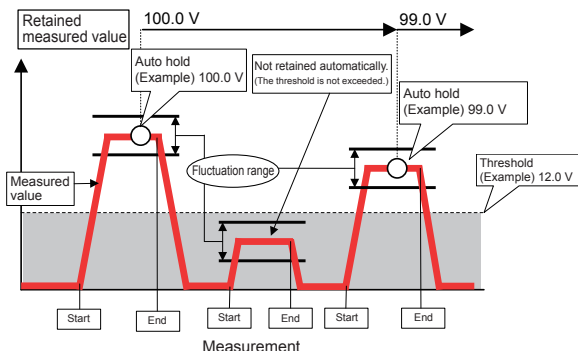 Retained
measured value
100.0 V
99.0 V
Auto hold
(Example) 100.0 V
Not retained automatically.
(The threshold is not exceeded.)
Auto hold
(Example) 99.0 V
Fluctuation range
Threshold
(Example) 12.0 V
Measured
value
Start
End
Start
End
Start
End
Measurement